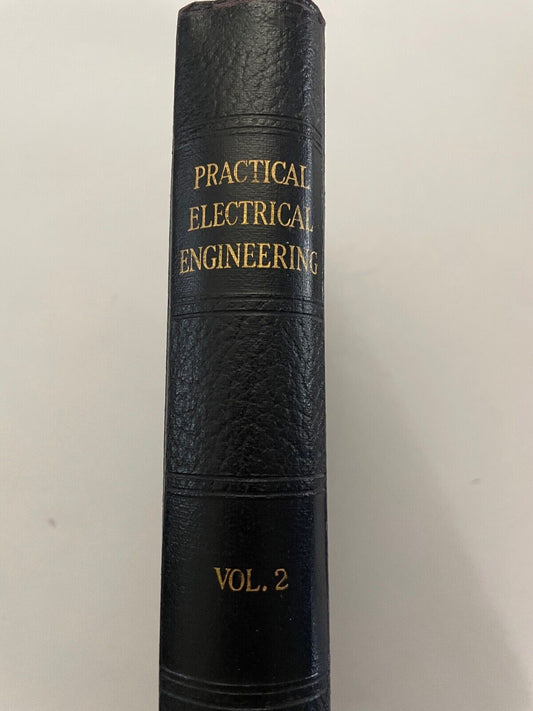 PRACTICAL
ELECTRICAL
ENGINEERING
VOL. 2